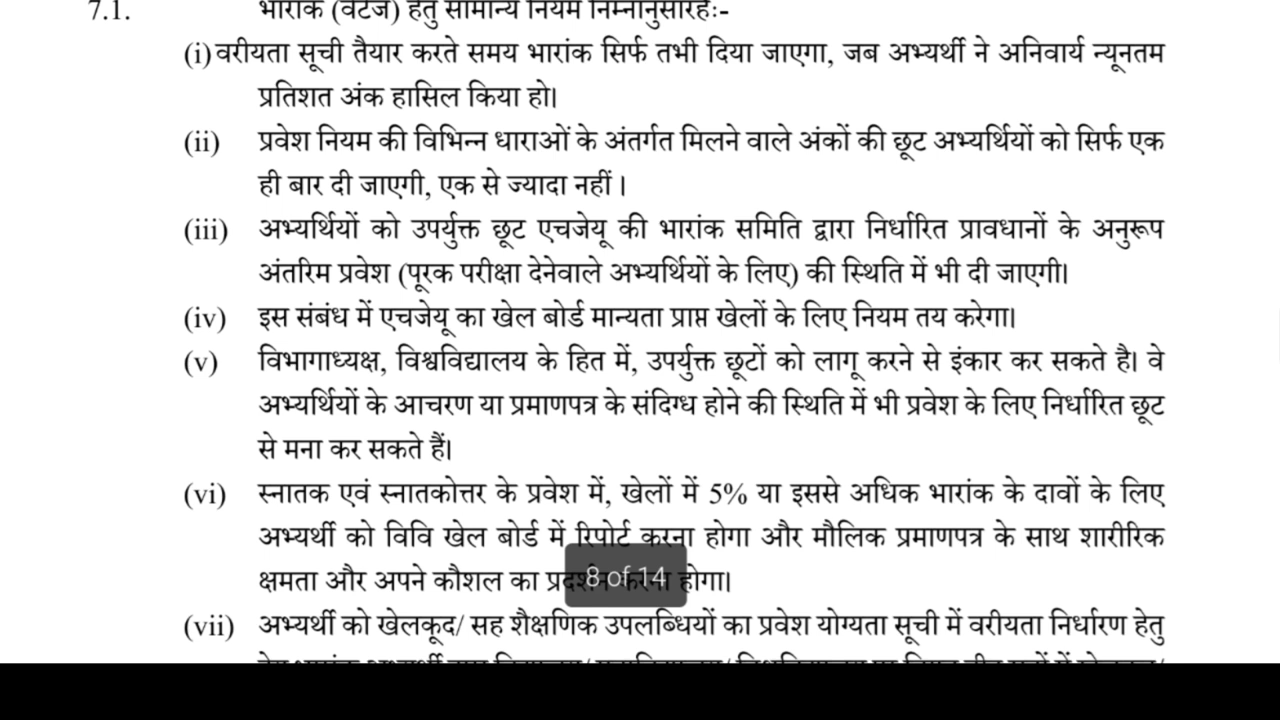 7.1. भारांक (वेटेज) हेतु सामान्य नियम निम्नानुसारहैः-
(i) वरीयता सूची तैयार करते समय भारांक सिर्फ तभी दिया जाएगा, जब अभ्यर्थी ने अनिवार्य न्यूनतम
प्रतिशत अंक हासिल किया हो।
(ii) प्रवेश नियम की विभिन्न धाराओं के अंतर्गत मिलने वाले अंकों की छूट अभ्यर्थियों को सिर्फ एक
ही बार दी जाएगी, एक से ज्यादा नहीं ।
(iii) अभ्यर्थियों को उपर्युक्त छूट एचजेयू की भारांक समिति द्वारा निर्धारित प्रावधानों के अनुरूप
अंतरिम प्रवेश (पूरक परीक्षा देनेवाले अभ्यर्थियों के लिए) की स्थिति में भी दी जाएगी।
(iv) इस संबंध में एचजेयू का खेल बोर्ड मान्यता प्राप्त खेलों के लिए नियम तय करेगा।
(v) विभागाध्यक्ष, विश्वविद्यालय के हित में, उपर्युक्त छूटों को लागू करने से इंकार कर सकते है। वे
अभ्यर्थियों के आचरण या प्रमाणपत्र के संदिग्ध होने की स्थिति में भी प्रवेश के लिए निर्धारित छूट
से मना कर सकते हैं।
(vi) स्नातक एवं स्नातकोत्तर के प्रवेश में, खेलों में 5% या इससे अधिक भारांक के दावों के लिए
अभ्यर्थी को विवि खेल बोर्ड में रिपोर्ट करना होगा और मौलिक प्रमाणपत्र के साथ शारीरिक
क्षमता और अपने कौशल का प्रदर्शन करना होगा।
8 of 14
(vii) अभ्यर्थी को खेलकूद/ सह शैक्षणिक उपलब्धियों का प्रवेश योग्यता सूची में वरीयता निर्धारण हेतु